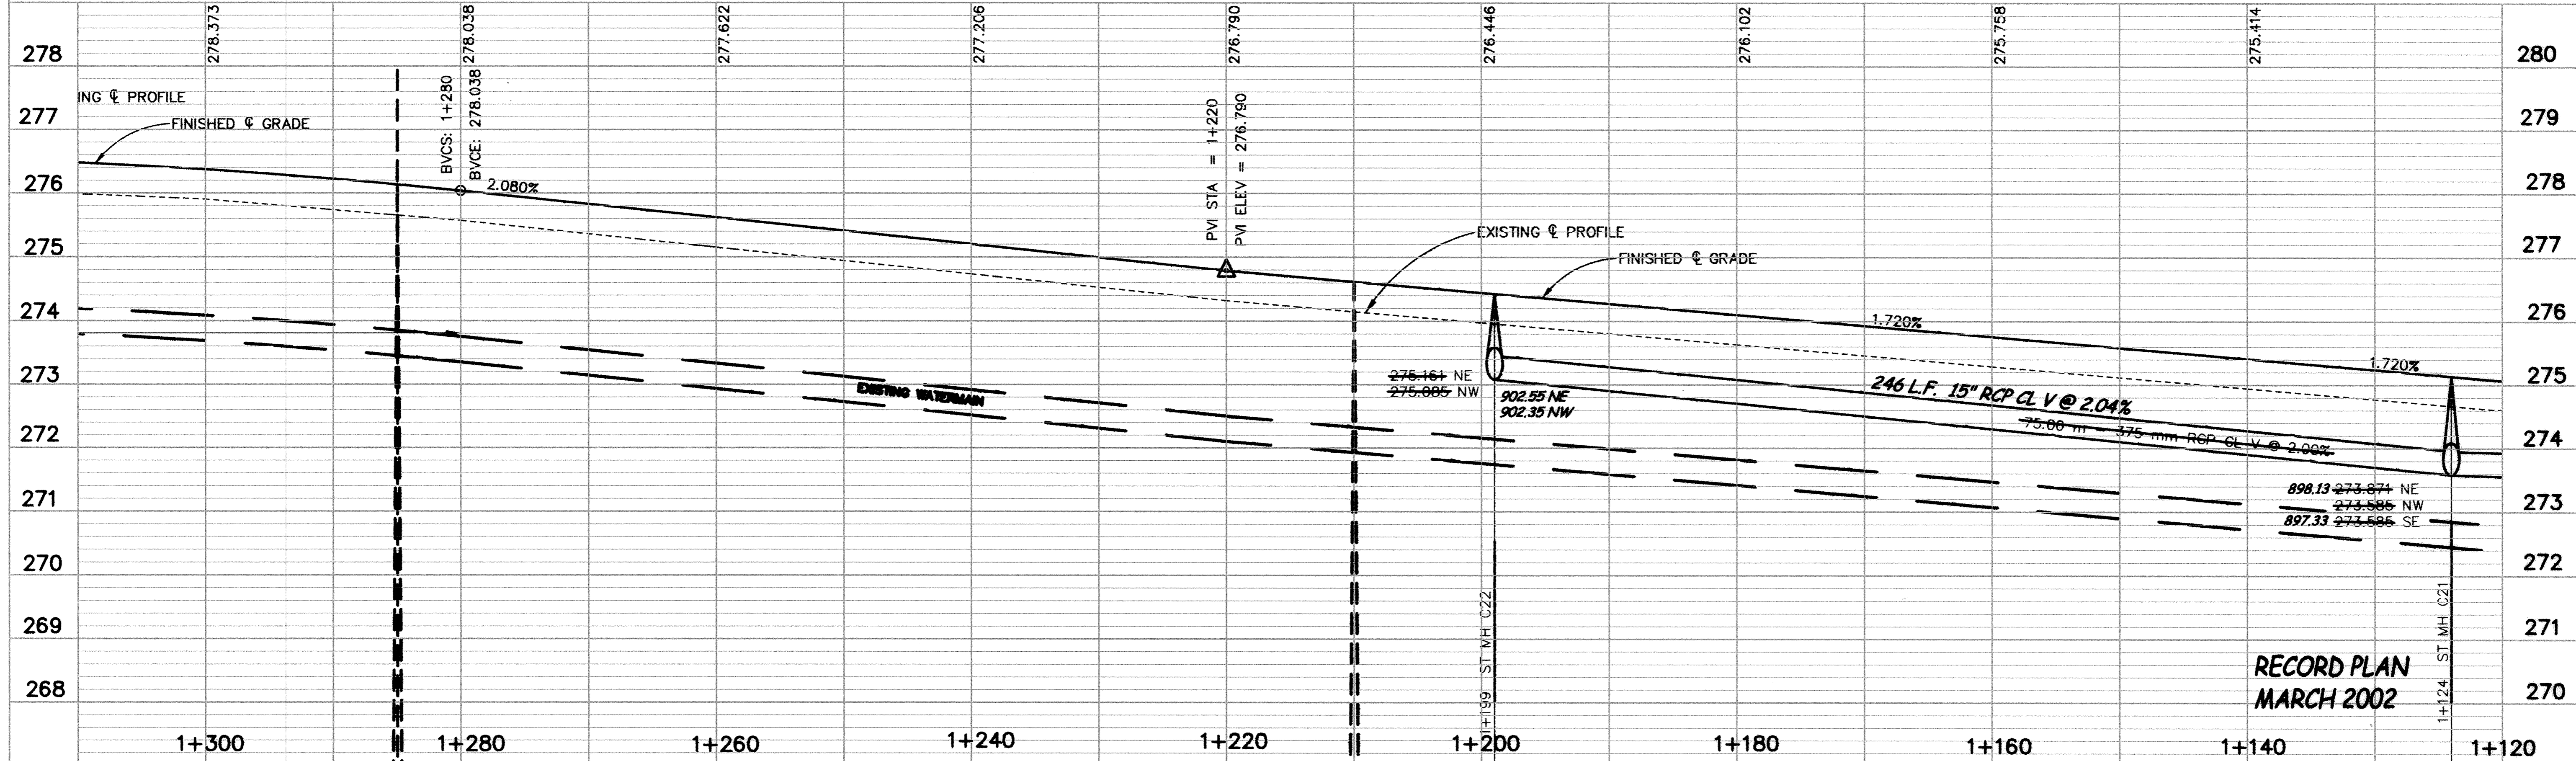 278.373
278.038
277.622
277.206
276.790
276.446
276.102
275.758
275.414
278
280
BVCS: 1+280
BVCE: 278.038
ING ℄ PROFILE
277
FINISHED ℄ GRADE
279
PVI STA = 1+220
PVI ELEV = 276.790
276
2.080%
278
275
EXISTING ℄ PROFILE
277
FINISHED ℄ GRADE
274
1.720%
276
1.720%
273
275.161 NE
275.085 NW
902.55 NE
902.35 NW
EXISTING WATERMAIN
246 L.F. 15" RCP CL V @ 2.04%
75.00 m - 375 mm RCP CL V @ 2.00%
275
272
274
271
898.13 273.871 NE
273.585 NW
897.33 273.585 SE
273
270
272
269
1+199 ST MH C22
1+124 ST MH C21
271
268
RECORD PLAN
MARCH 2002
270
1+300
1+280
1+260
1+240
1+220
1+200
1+180
1+160
1+140
1+120